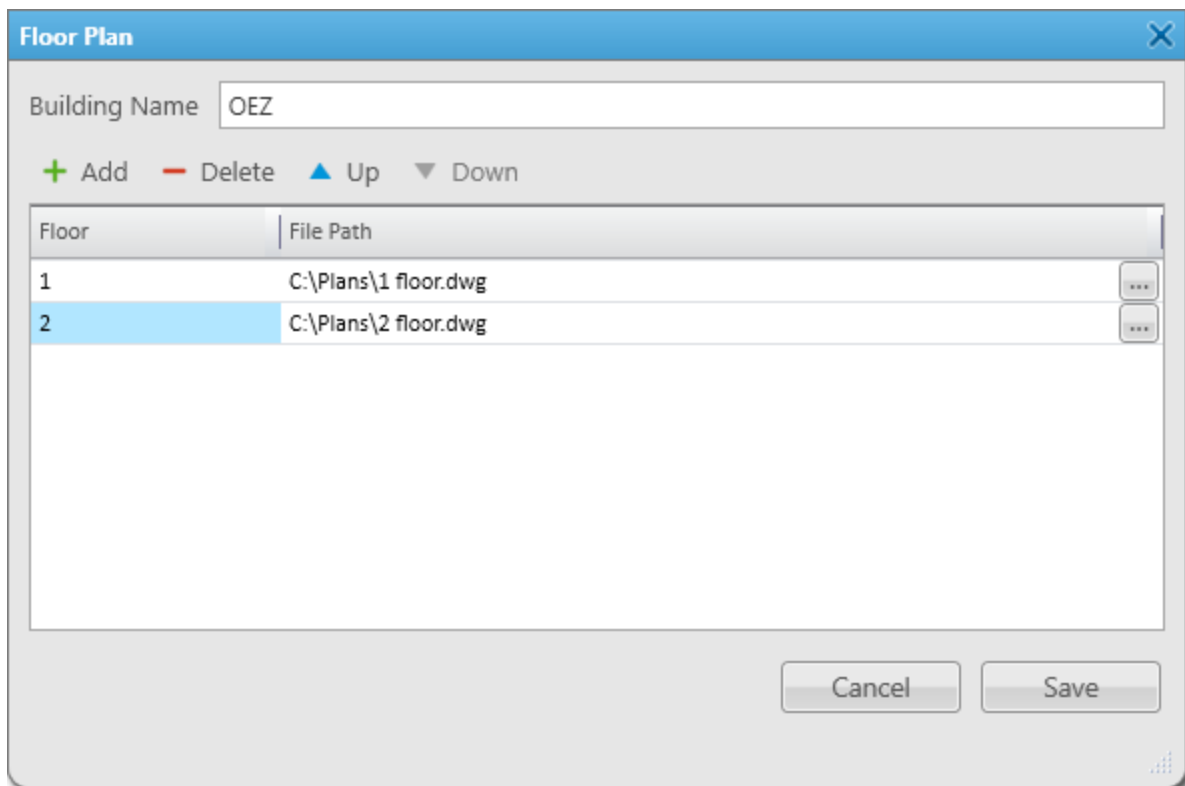 Floor Plan
Building Name OEZ
Add Delete Up Down
Floor File Path
1 C:\Plans\1 floor.dwg ...
2 C:\Plans\2 floor.dwg ...
Cancel Save